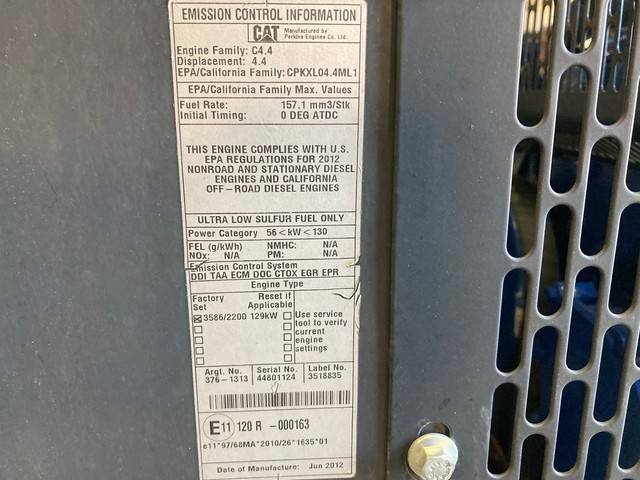 EMISSION CONTROL INFORMATION
CAT Manufactured by
Perkins Engines Co. Ltd.
Engine Family: C4.4
Displacement: 4.4
EPA/California Family: CPKXL04.4ML1
EPA/California Family Max. Values
Fuel Rate: 157.1 mm3/Stk
Initial Timing: 0 DEG ATDC
THIS ENGINE COMPLIES WITH U.S.
EPA REGULATIONS FOR 2012
NONROAD AND STATIONARY DIESEL
ENGINES AND CALIFORNIA
OFF-ROAD DIESEL ENGINES
ULTRA LOW SULFUR FUEL ONLY
Power Category 56<kW<130
FEL (g/kWh) NMHC: N/A
NOx: N/A PM: N/A
Emission Control System
DDI TAA ECM DOC CTOX EGR EPR
Engine Type
Factory Set
Reset if Applicable
3586/2200 129kW
Use service
tool to verify
current
engine
settings
Argt. No. Serial No. Label No.
376-1313 44801124 3518835
E11 120 R -000163
e11*97/68MA*2010/26*1635*01
Date of Manufacture: Jun 2012